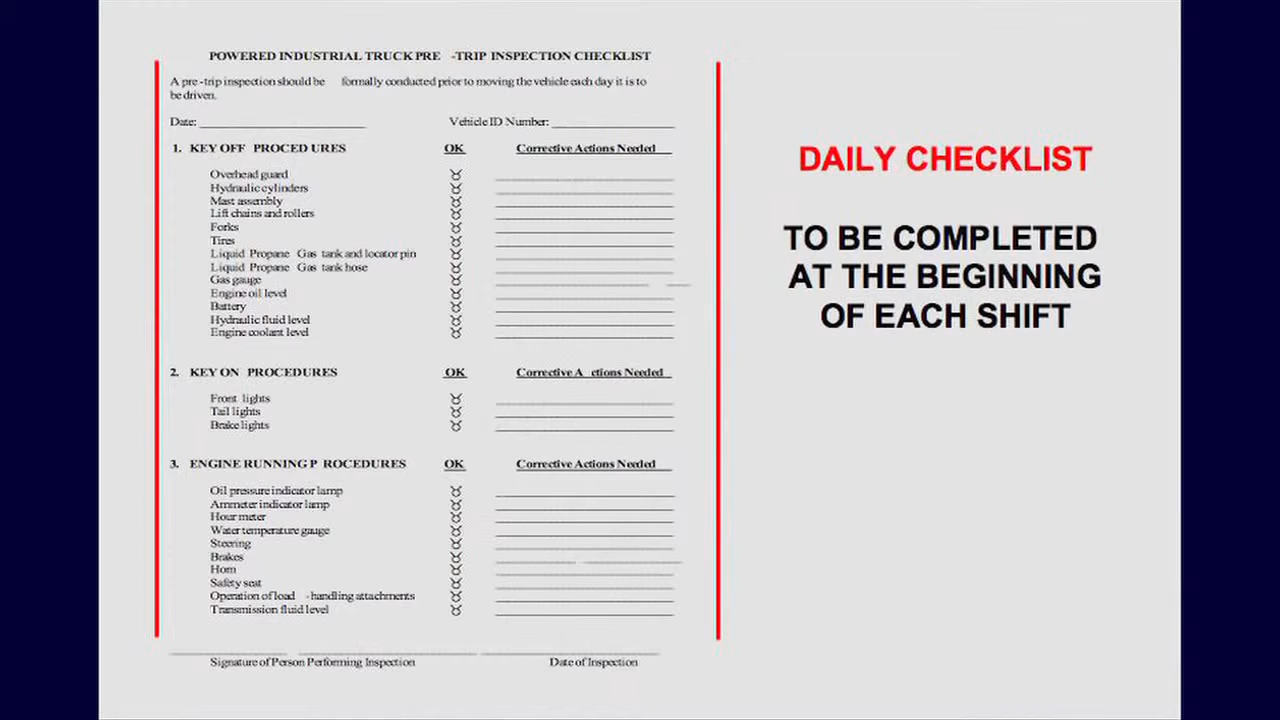 POWERED INDUSTRIAL TRUCK PRE -TRIP INSPECTION CHECKLIST
A pre-trip inspection should be formally conducted prior to moving the vehicle each day it is to
be driven.
Date: Vehicle ID Number:
1. KEY OFF PROCEDURES OK Corrective Actions Needed
Overhead guard ♉
Hydraulic cylinders ♉
Mast assembly ♉
Lift chains and rollers ♉
Forks ♉
Tires ♉
Liquid Propane Gas tank and locator pin ♉
Liquid Propane Gas tank hose ♉
Gas gauge ♉
Engine oil level ♉
Battery ♉
Hydraulic fluid level ♉
Engine coolant level ♉
2. KEY ON PROCEDURES OK Corrective A ctions Needed
Front lights ♉
Tail lights ♉
Brake lights ♉
3. ENGINE RUNNING P ROCEDURES OK Corrective Actions Needed
Oil pressure indicator lamp ♉
Ammeter indicator lamp ♉
Hour meter ♉
Water temperature gauge ♉
Steering ♉
Brakes ♉
Horn ♉
Safety seat ♉
Operation of load -handling attachments ♉
Transmission fluid level ♉
Signature of Person Performing Inspection Date of Inspection
DAILY CHECKLIST
TO BE COMPLETED
AT THE BEGINNING
OF EACH SHIFT